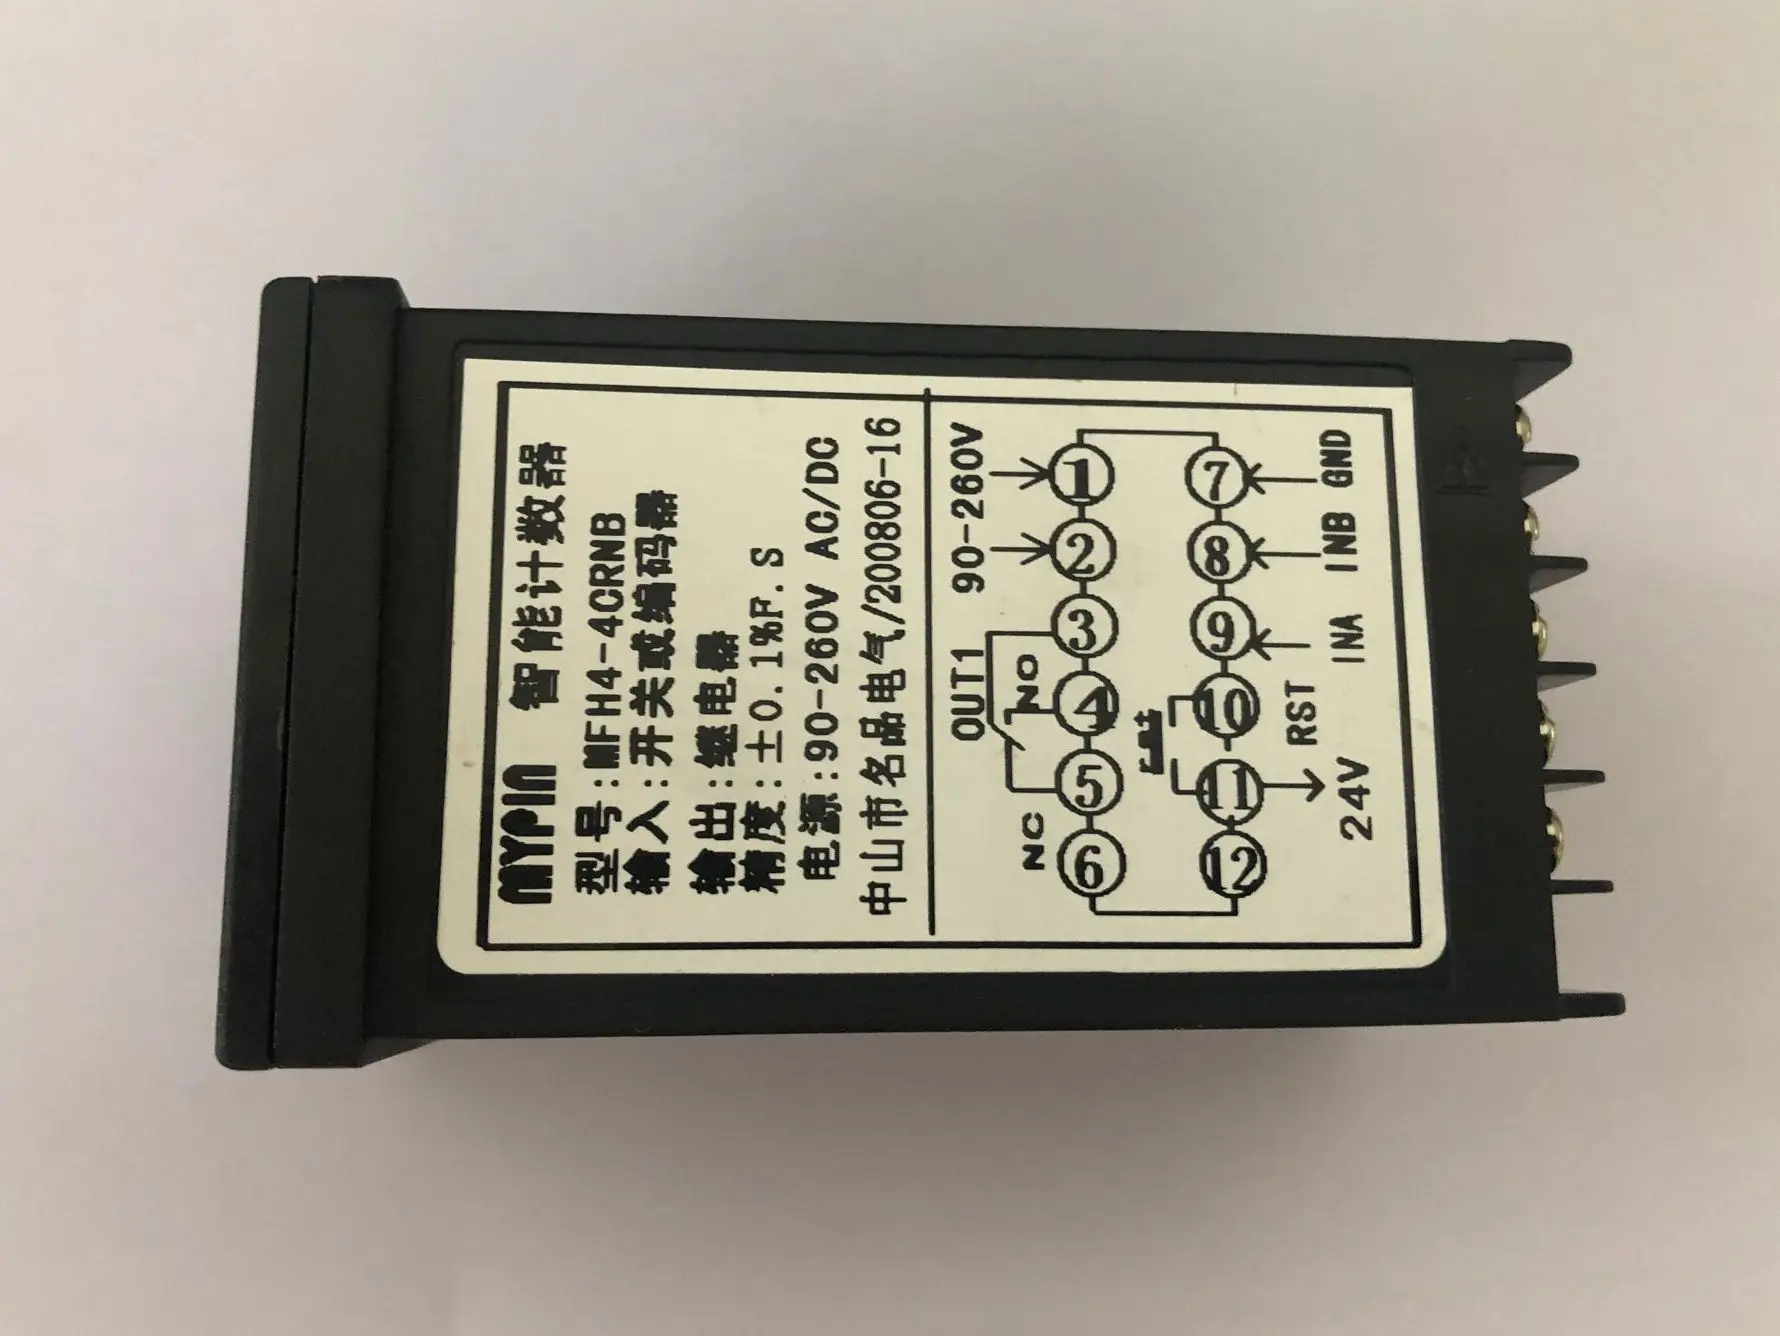 MYPIN 智能计数器
型号:MFH4-4CRNB
输入:开关或编码器
输出:继电器
精度:±0.1%F.S
电源:90-260V AC/DC
中山市名品电气/200806-16
90-260V
OUT1
NO
NC
1
2
3
4
5
6
7
8
9
10
11
12
RST
24V
INA
INB
GND